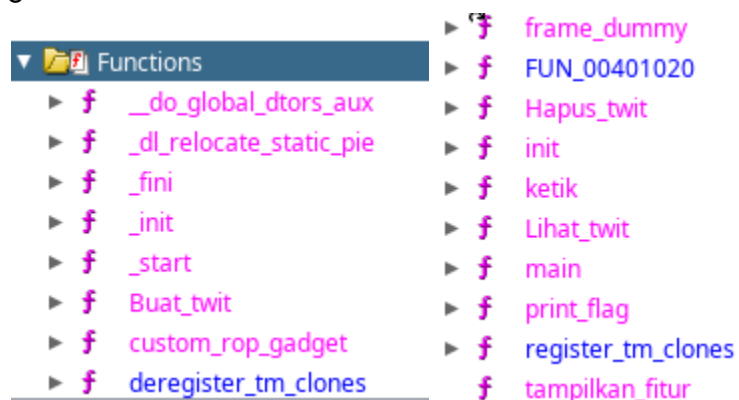 Functions
f __do_global_dtors_aux
f _dl_relocate_static_pie
f _fini
f _init
f _start
f Buat_twit
f custom_rop_gadget
f deregister_tm_clones
f frame_dummy
f FUN_00401020
f Hapus_twit
f init
f ketik
f Lihat_twit
f main
f print_flag
f register_tm_clones
f tampilkan_fitur